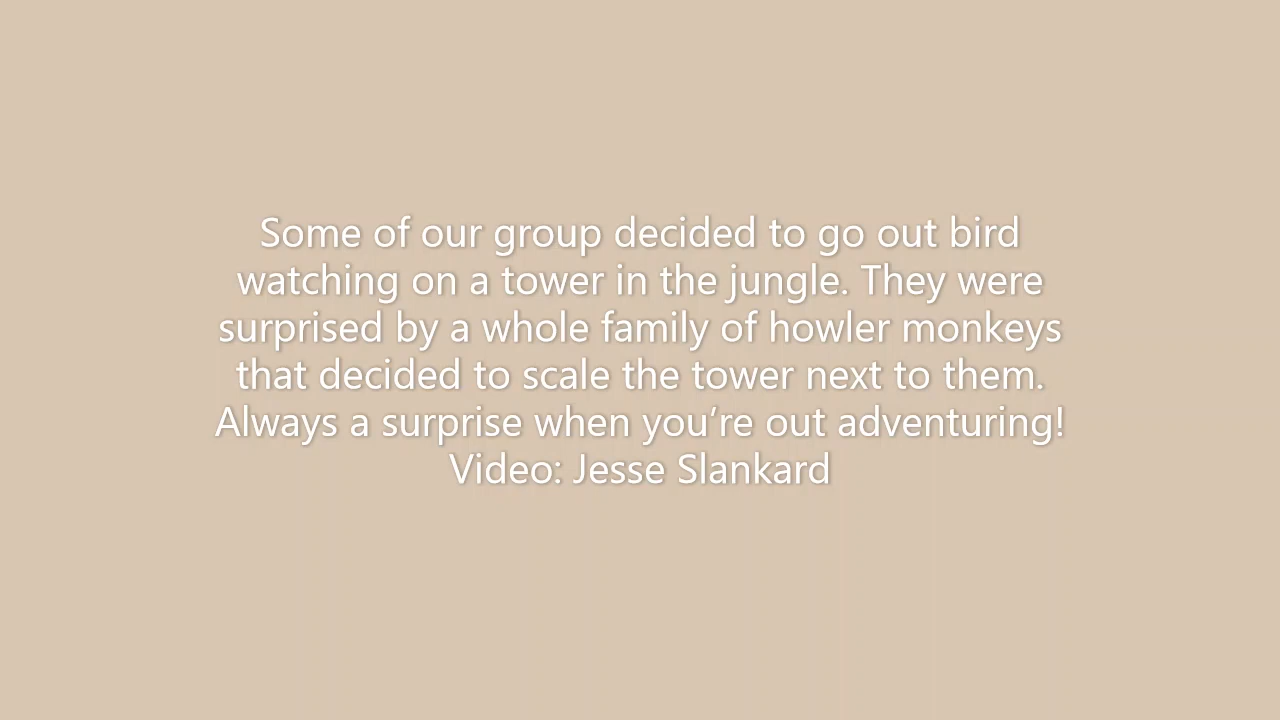 Some of our group decided to go out bird
watching on a tower in the jungle. They were
surprised by a whole family of howler monkeys
that decided to scale the tower next to them.
Always a surprise when you’re out adventuring!
Video: Jesse Slankard